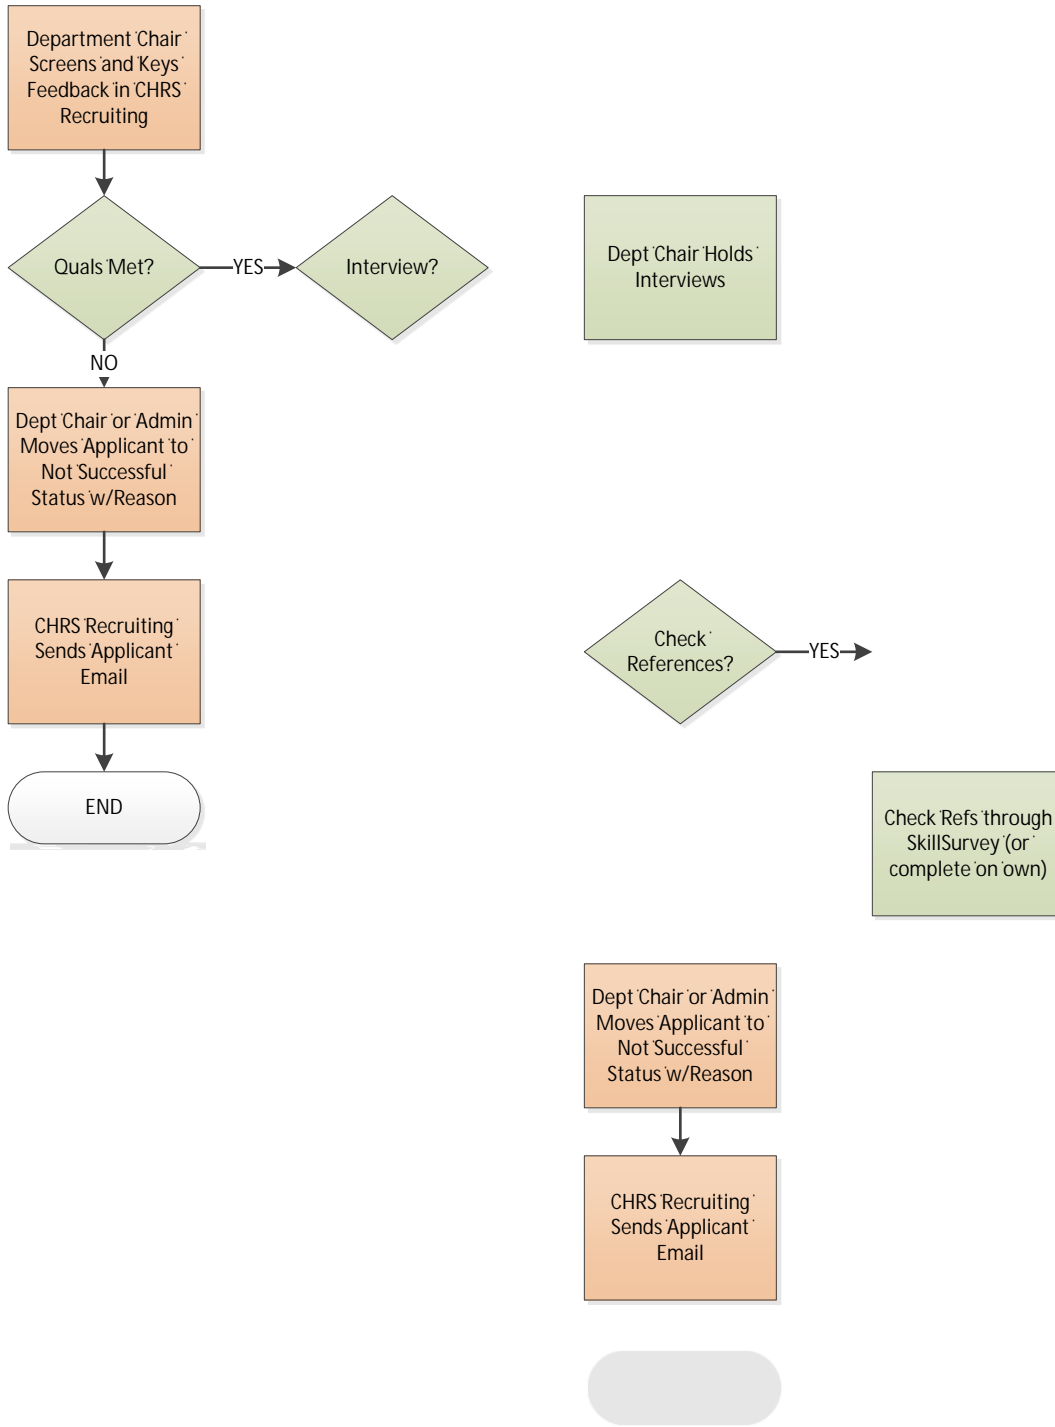 Department Chair
Screens and Keys
Feedback in CHRS
Recruiting
Quals Met?
YES
Interview?
Dept Chair Holds
Interviews
NO
Dept Chair or Admin
Moves Applicant to
Not Successful
Status w/Reason
CHRS Recruiting
Sends Applicant
Email
Check
References?
YES
END
Check Refs through
SkillSurvey (or
complete on own)
Dept Chair or Admin
Moves Applicant to
Not Successful
Status w/Reason
CHRS Recruiting
Sends Applicant
Email